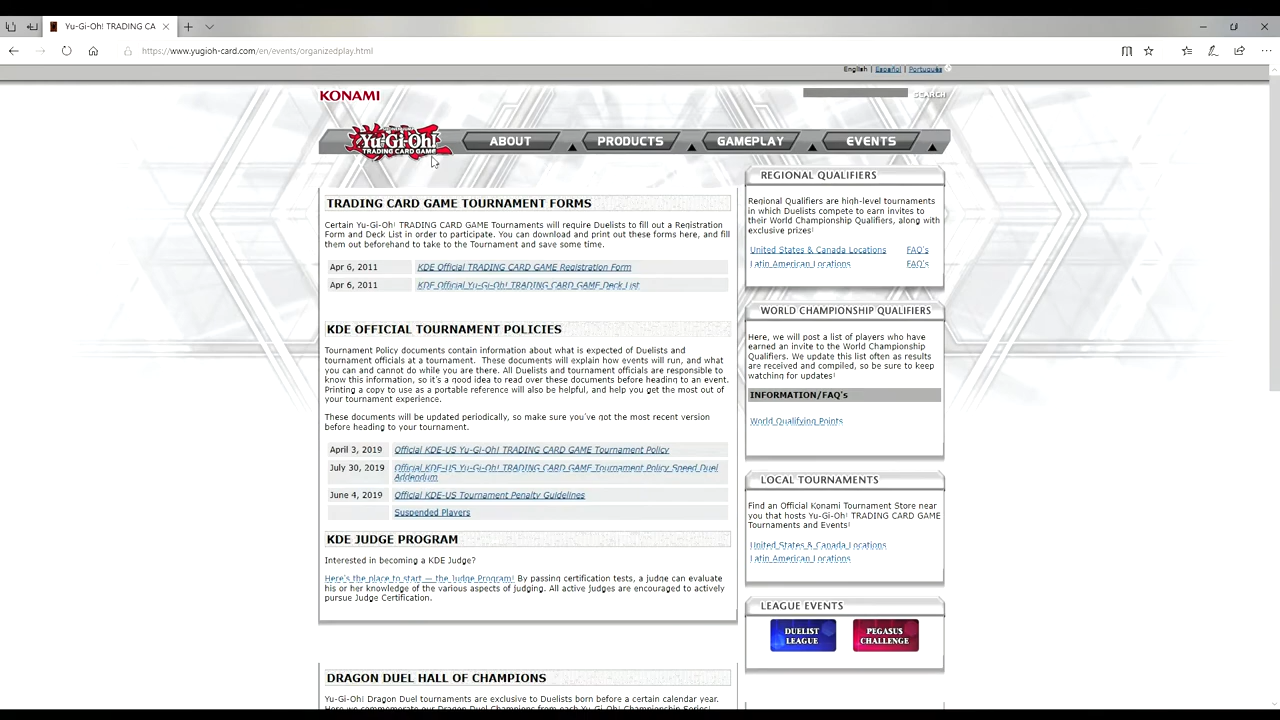 Yu-Gi-Oh! TRADING CA
https://www.yugioh-card.com/en/events/organizedplay.html
English | Español | Português
KONAMI
SEARCH
Yu-Gi-Oh!
TRADING CARD GAME
ABOUT
PRODUCTS
GAMEPLAY
EVENTS
TRADING CARD GAME TOURNAMENT FORMS
Certain Yu-Gi-Oh! TRADING CARD GAME Tournaments will require Duelists to fill out a Registration
Form and Deck List in order to participate. You can download and print out these forms here, and fill
them out beforehand to take to the Tournament and save some time.
Apr 6, 2011 KDE Official TRADING CARD GAME Registration Form
Apr 6, 2011 KDE Official Yu-Gi-Oh! TRADING CARD GAME Deck List
KDE OFFICIAL TOURNAMENT POLICIES
Tournament Policy documents contain information about what is expected of Duelists and
tournament officials at a tournament. These documents will explain how events will run, and what
you can and cannot do while you are there. All Duelists and tournament officials are responsible to
know this information, so it's a good idea to read over these documents before heading to an event.
Printing a copy to use as a portable reference will also be helpful, and help you get the most out of
your tournament experience.
These documents will be updated periodically, so make sure you've got the most recent version
before heading to your tournament.
April 3, 2019 Official KDE-US Yu-Gi-Oh! TRADING CARD GAME Tournament Policy
July 30, 2019 Official KDE-US Yu-Gi-Oh! TRADING CARD GAME Tournament Policy Speed Duel
Addendum
June 4, 2019 Official KDE-US Tournament Penalty Guidelines
Suspended Players
KDE JUDGE PROGRAM
Interested in becoming a KDE Judge?
Here's the place to start — the Judge Program! By passing certification tests, a judge can evaluate
his or her knowledge of the various aspects of judging. All active judges are encouraged to actively
pursue Judge Certification.
DRAGON DUEL HALL OF CHAMPIONS
Yu-Gi-Oh! Dragon Duel tournaments are exclusive to Duelists born before a certain calendar year.
Here we commemorate our Dragon Duel Champions from each Yu-Gi-Oh! Championship Series!
REGIONAL QUALIFIERS
Regional Qualifiers are high-level tournaments
in which Duelists compete to earn invites to
their World Championship Qualifiers, along with
exclusive prizes!
United States & Canada Locations FAQ's
Latin American Locations FAQ's
WORLD CHAMPIONSHIP QUALIFIERS
Here, we will post a list of players who have
earned an invite to the World Championship
Qualifiers. We update this list often as results
are received and compiled, so be sure to keep
watching for updates!
INFORMATION/FAQ's
World Qualifying Points
LOCAL TOURNAMENTS
Find an Official Konami Tournament Store near
you that hosts Yu-Gi-Oh! TRADING CARD GAME
Tournaments and Events!
United States & Canada Locations
Latin American Locations
LEAGUE EVENTS
DUELIST
LEAGUE
PEGASUS
CHALLENGE